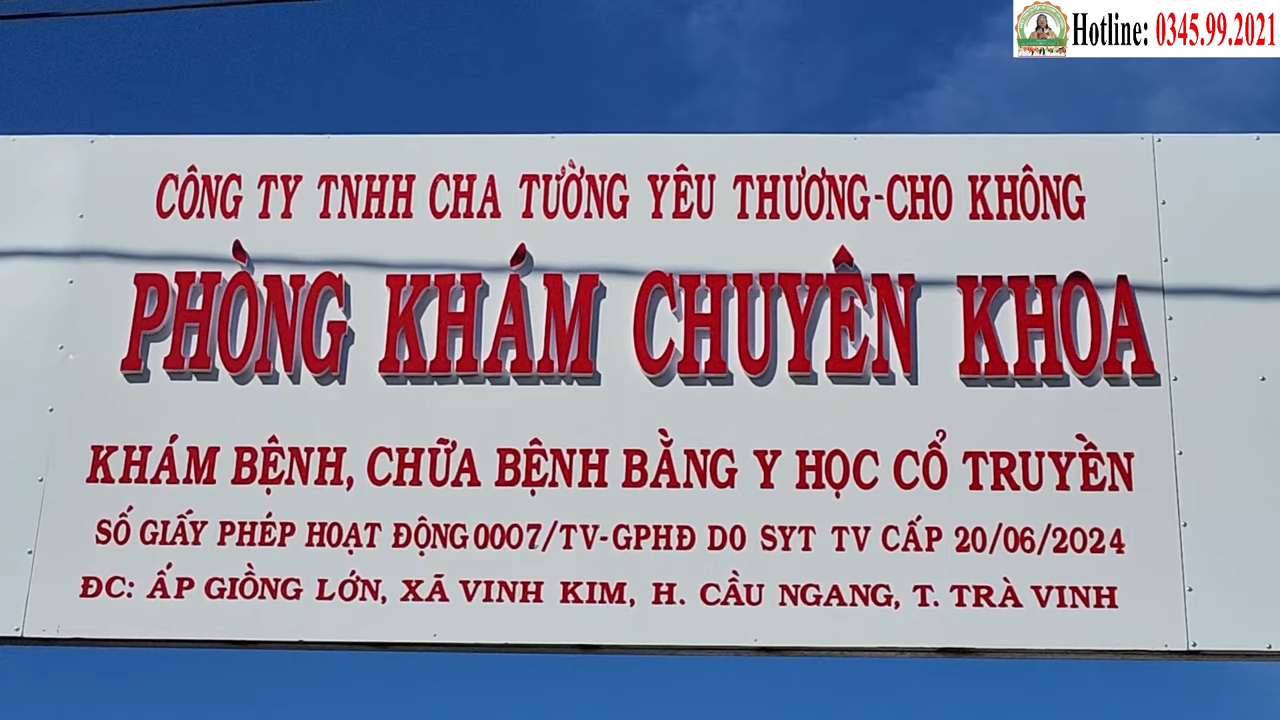 Hotline: 0345.99.2021
CÔNG TY TNHH CHA TƯỜNG YÊU THƯƠNG-CHO KHÔNG
PHÒNG KHÁM CHUYÊN KHOA
KHÁM BỆNH, CHỮA BỆNH BẰNG Y HỌC CỔ TRUYỀN
SỐ GIẤY PHÉP HOẠT ĐỘNG 0007/TV-GPHĐ DO SYT TV CẤP 20/06/2024
ĐC: ẤP GIỒNG LỚN, XÃ VINH KIM, H. CẦU NGANG, T. TRÀ VINH